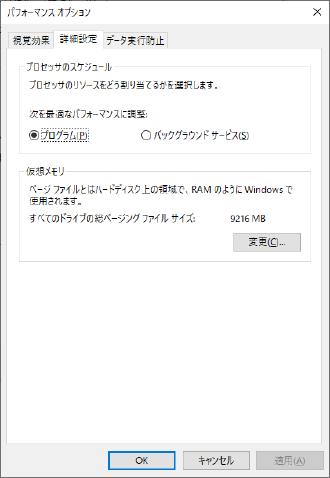 パフォーマンス オプション
視覚効果 詳細設定 データ実行防止
プロセッサのスケジュール
プロセッサのリソースをどう割り当てるかを選択します。
次を最適なパフォーマンスに調整:
プログラム(P) バックグラウンド サービス(S)
仮想メモリ
ページ ファイルとはハードディスク上の領域で、RAM のように Windows で
使用されます。
すべてのドライブの総ページング ファイル サイズ: 9216 MB
変更(C)...
OK キャンセル 適用(A)